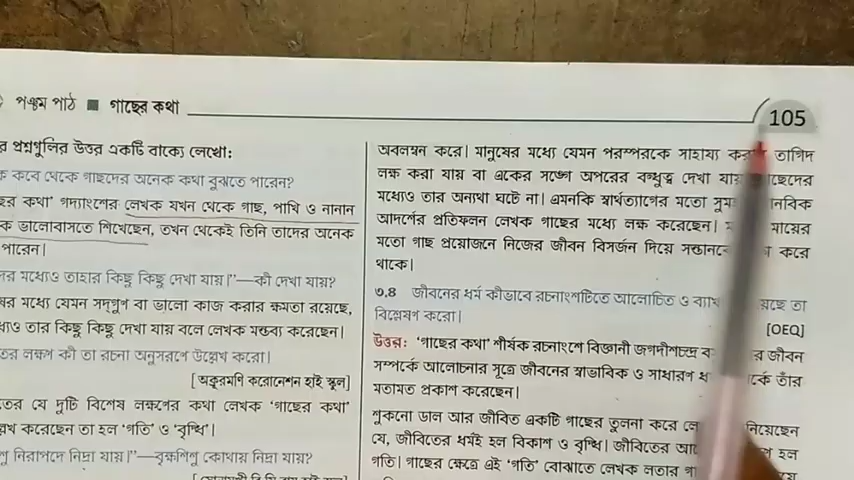 পঞ্চম পাঠ ■ গাছের কথা
105
র প্রশ্নগুলির উত্তর একটি বাক্যে লেখো:
ক কবে থেকে গাছদের অনেক কথা বুঝতে পারেন?
ছের কথা' গদ্যাংশের লেখক যখন থেকে গাছ, পাখি ও নানান
ক ভালোবাসতে শিখেছেন, তখন থেকেই তিনি তাদের অনেক
পারেন।
দের মধ্যেও তাহার কিছু কিছু দেখা যায়।"—কী দেখা যায়?
ষের মধ্যে যেমন সদ্‌গুণ বা ভালো কাজ করার ক্ষমতা রয়েছে,
ধ্যেও তার কিছু কিছু দেখা যায় বলে লেখক মন্তব্য করেছেন।
তের লক্ষণ কী তা রচনা অনুসরণে উল্লেখ করো।
[অক্রুরমণি করোনেশন হাই স্কুল]
তের যে দুটি বিশেষ লক্ষণের কথা লেখক 'গাছের কথা'
ল্লেখ করেছেন তা হল 'গতি' ও 'বৃদ্ধি'।
শু নিরাপদে নিদ্রা যায়।"—বৃক্ষশিশু কোথায় নিদ্রা যায়?
অবলম্বন করে। মানুষের মধ্যে যেমন পরস্পরকে সাহায্য করার তাগিদ
লক্ষ করা যায় বা একের সঙ্গে অপরের বন্ধুত্ব দেখা যায় গাছেদের
মধ্যেও তার অন্যথা ঘটে না। এমনকি স্বার্থত্যাগের মতো মানবিক
আদর্শের প্রতিফলন লেখক গাছের মধ্যে লক্ষ করেছেন। মায়ের
মতো গাছ প্রয়োজনে নিজের জীবন বিসর্জন দিয়ে করে
থাকে।
৩.৪ জীবনের ধর্ম কীভাবে রচনাংশটিতে আলোচিত ও তা
বিশ্লেষণ করো।
[OEQ]
উত্তর: 'গাছের কথা' শীর্ষক রচনাংশে বিজ্ঞানী জগদীশচন্দ্র জীবন
সম্পর্কে আলোচনার সূত্রে জীবনের স্বাভাবিক ও সাধারণ তাঁর
মতামত প্রকাশ করেছেন।
শুকনো ডাল আর জীবিত একটি গাছের তুলনা করে
যে, জীবিতের ধর্মই হল বিকাশ ও বৃদ্ধি। জীবিতের হল
গতি। গাছের ক্ষেত্রে এই 'গতি' বোঝাতে লেখক লতার